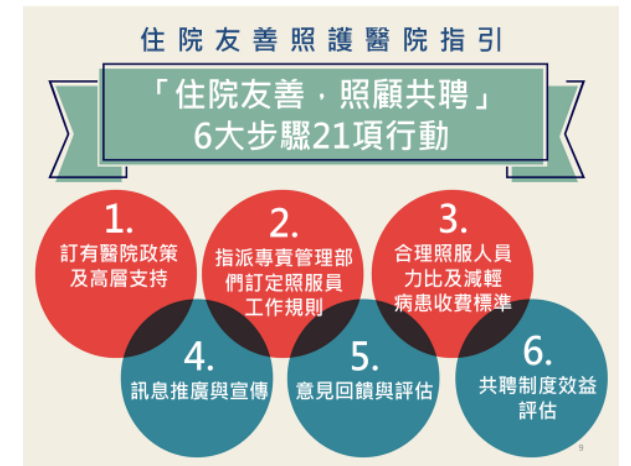 住院友善照護醫院指引
「住院友善，照顧共聘」
6大步驟21項行動
1.
訂有醫院政策
及高層支持
2.
指派專責管理部
們訂定照服員
工作規則
3.
合理照服人員
力比及減輕
病患收費標準
4.
訊息推廣與宣傳
5.
意見回饋與評估
6.
共聘制度效益
評估
9